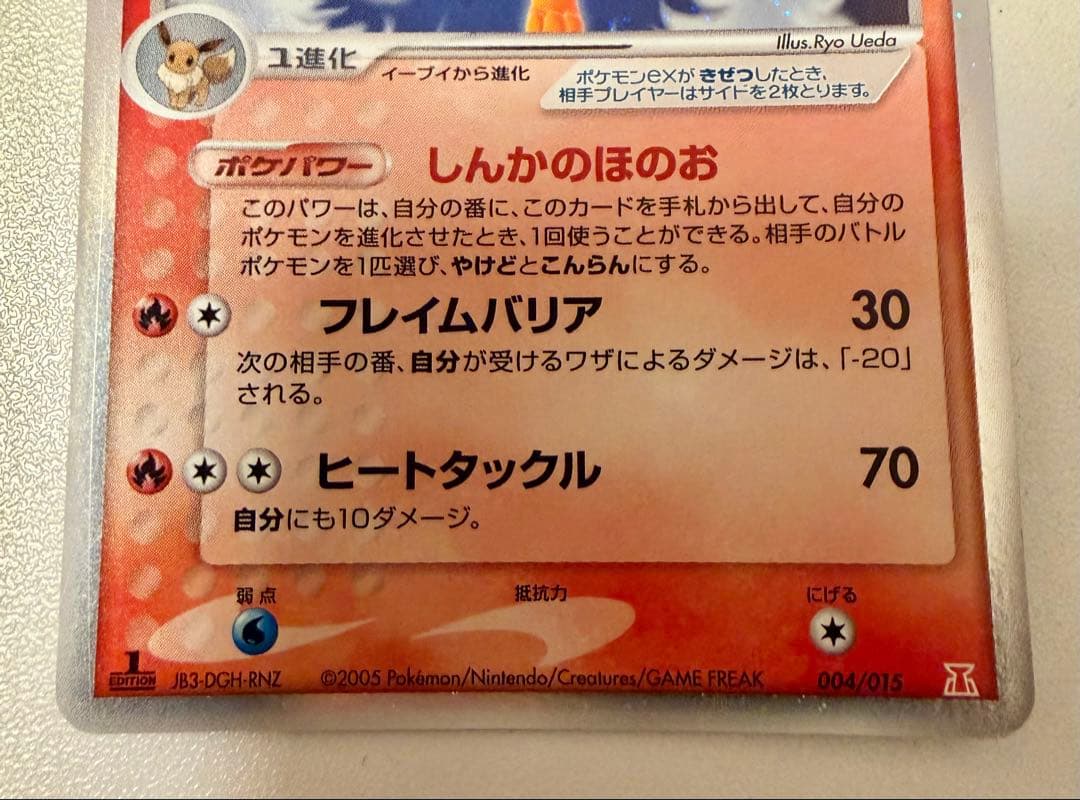 Illus.Ryo Ueda
1進化
イーブイから進化
ポケモンexが きぜつしたとき、
相手プレイヤーはサイドを2枚とります。
ポケパワー しんかのほのお
このパワーは、自分の番に、このカードを手札から出して、自分の
ポケモンを進化させたとき、1回使うことができる。相手のバトル
ポケモンを1匹選び、やけどとこんらんにする。
フレイムバリア 30
次の相手の番、自分が受けるワザによるダメージは、「-20」
される。
ヒートタックル 70
自分にも10ダメージ。
弱点 抵抗力 にげる
1 EDITION JB3-DGH-RNZ ©2005 Pokémon/Nintendo/Creatures/GAME FREAK 004/015